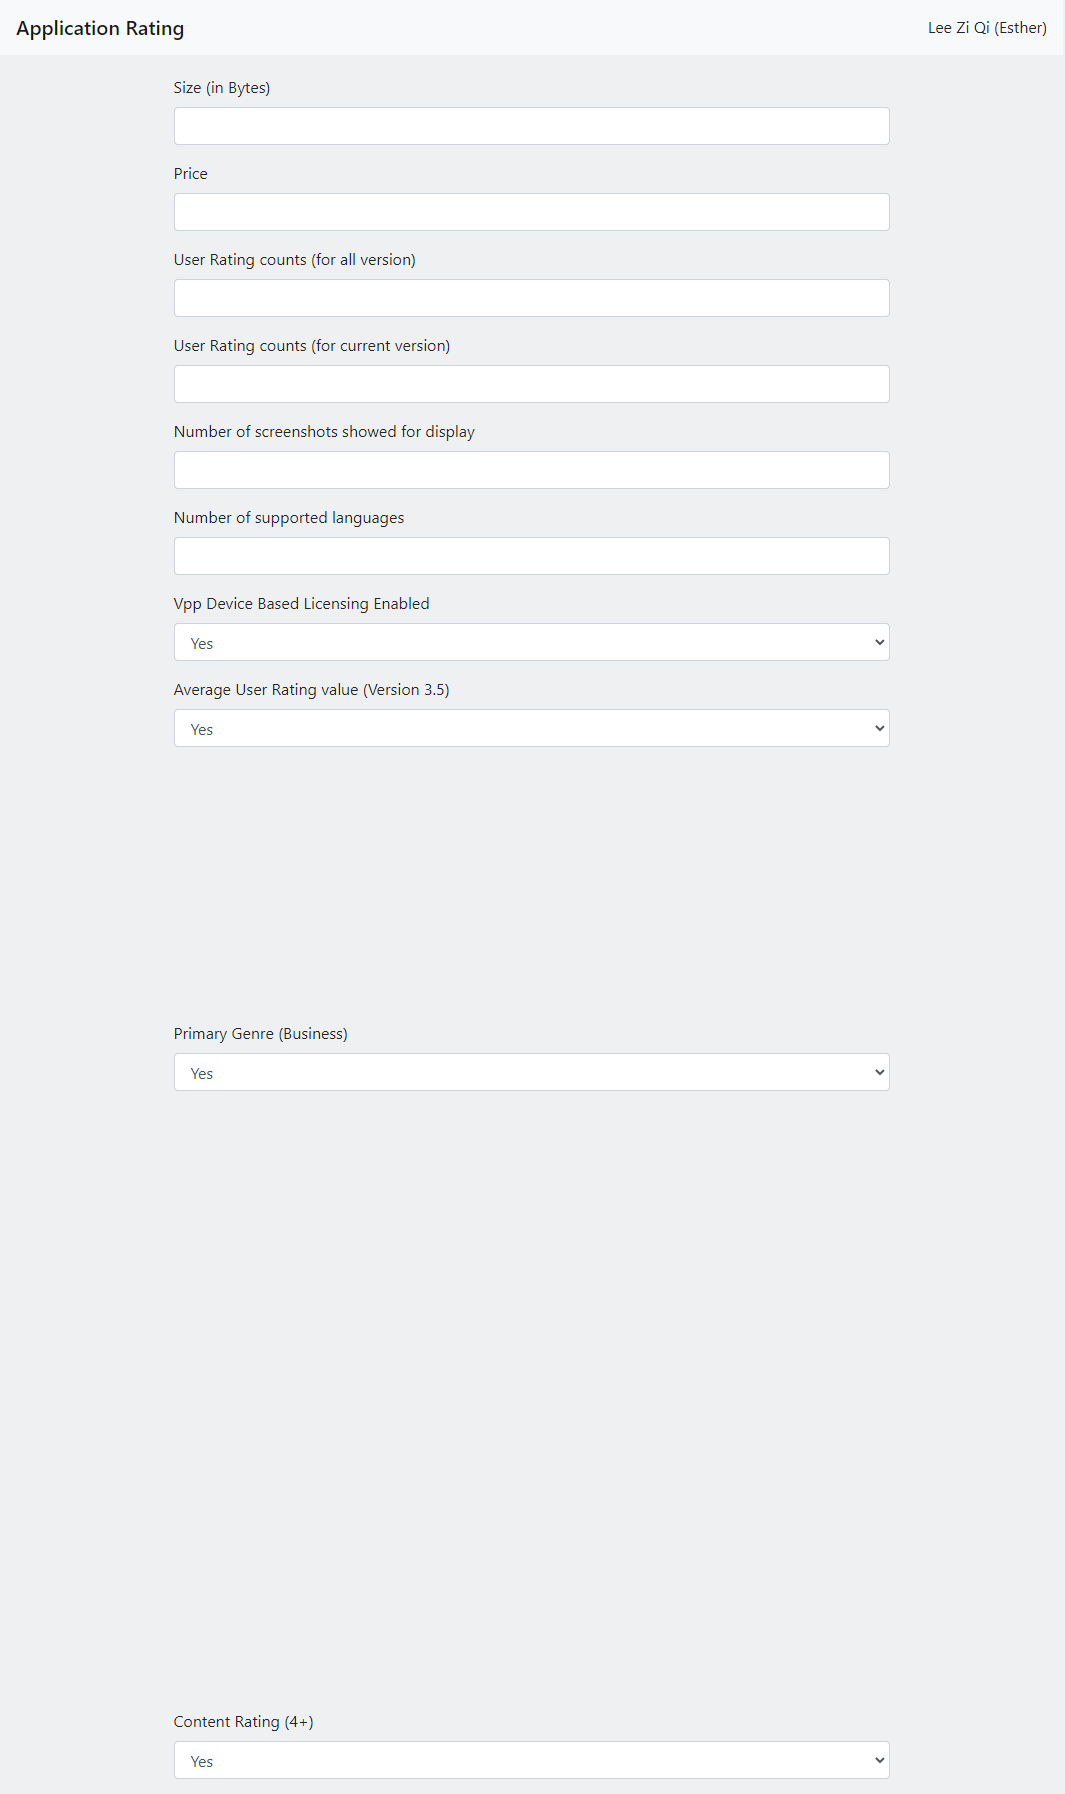 Application Rating
Lee Zi Qi (Esther)
Size (in Bytes)
Price
User Rating counts (for all version)
User Rating counts (for current version)
Number of screenshots showed for display
Number of supported languages
Vpp Device Based Licensing Enabled
Yes
Average User Rating value (Version 3.5)
Yes
Primary Genre (Business)
Yes
Content Rating (4+)
Yes